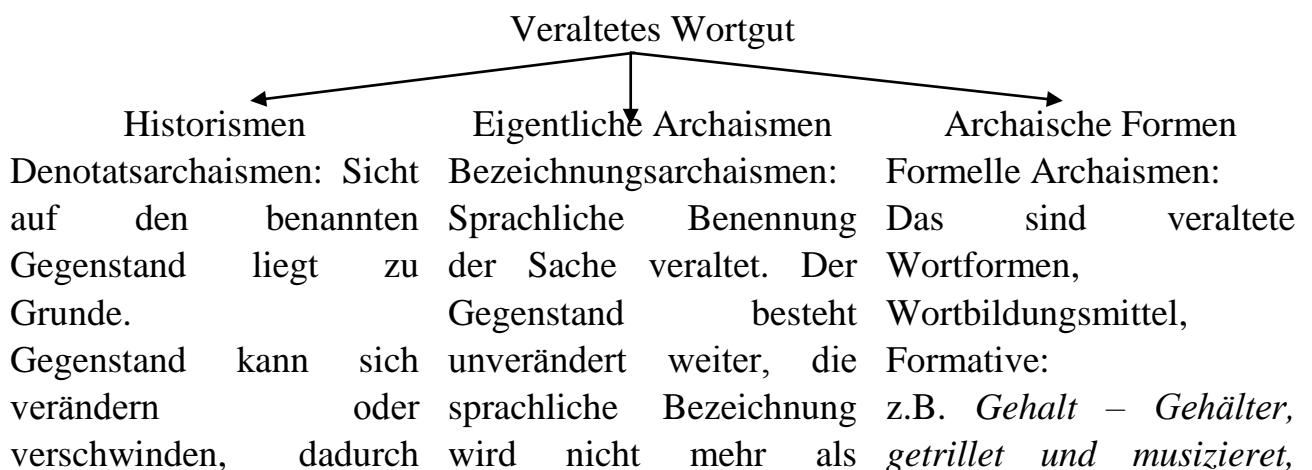 Veraltetes Wortgut
Historismen
Denotatsarchaismen: Sicht
auf den benannten
Gegenstand liegt zu
Grunde.
Gegenstand kann sich
verändern oder
verschwinden, dadurch
Eigentliche Archaismen
Bezeichnungsarchaismen:
Sprachliche Benennung
der Sache veraltet. Der
Gegenstand besteht
unverändert weiter, die
sprachliche Bezeichnung
wird nicht mehr als
Archaische Formen
Formelle Archaismen:
Das sind veraltete
Wortformen,
Wortbildungsmittel,
Formative:
z.B. Gehalt – Gehälter,
getrillet und musizieret,